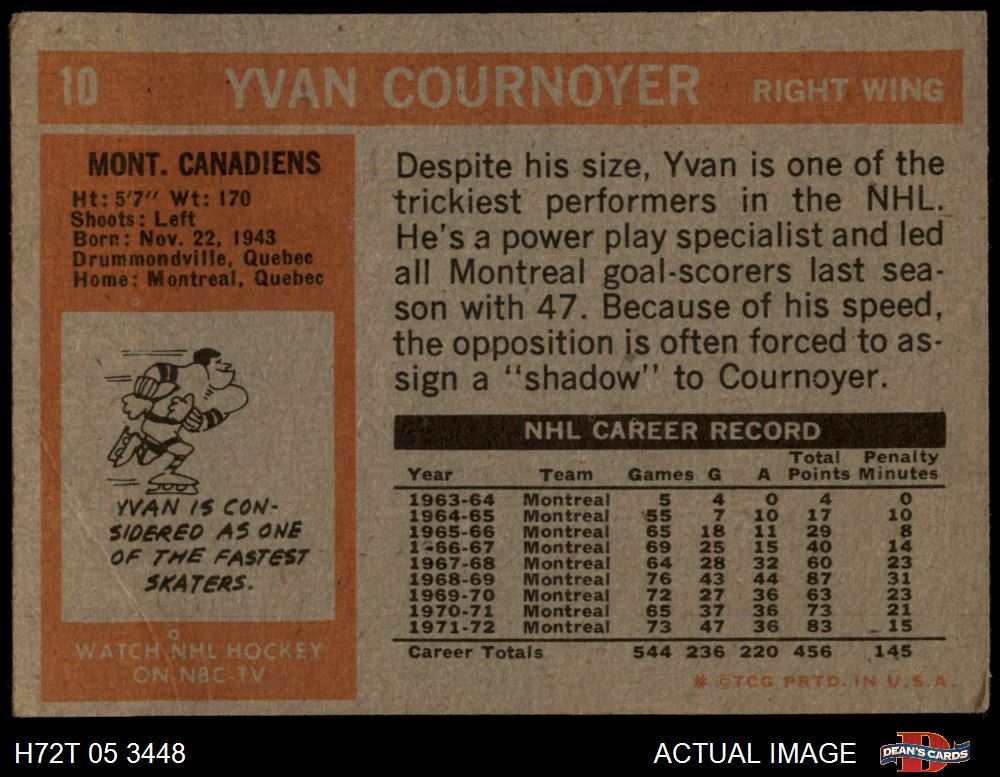 10 YVAN COURNOYER RIGHT WING
MONT. CANADIENS
Ht: 5'7" Wt: 170
Shoots: Left
Born: Nov. 22, 1943
Drummondville, Quebec
Home: Montreal, Quebec
YVAN IS CON-
SIDERED AS ONE
OF THE FASTEST
SKATERS.
WATCH NHL HOCKEY
ON NBC-TV
Despite his size, Yvan is one of the
trickiest performers in the NHL.
He's a power play specialist and led
all Montreal goal-scorers last sea-
son with 47. Because of his speed,
the opposition is often forced to as-
sign a "shadow" to Cournoyer.
NHL CAREER RECORD
Total Penalty
Year Team Games G A Points Minutes
1963-64 Montreal 5 4 0 4 0
1964-65 Montreal 55 7 10 17 10
1965-66 Montreal 65 18 11 29 8
1-66-67 Montreal 69 25 15 40 14
1967-68 Montreal 64 28 32 60 23
1968-69 Montreal 76 43 44 87 31
1969-70 Montreal 72 27 36 63 23
1970-71 Montreal 65 37 36 73 21
1971-72 Montreal 73 47 36 83 15
Career Totals 544 236 220 456 145
* ©TCG PRTD. IN U.S.A.
H72T 05 3448 ACTUAL IMAGE DEAN'S CARDS